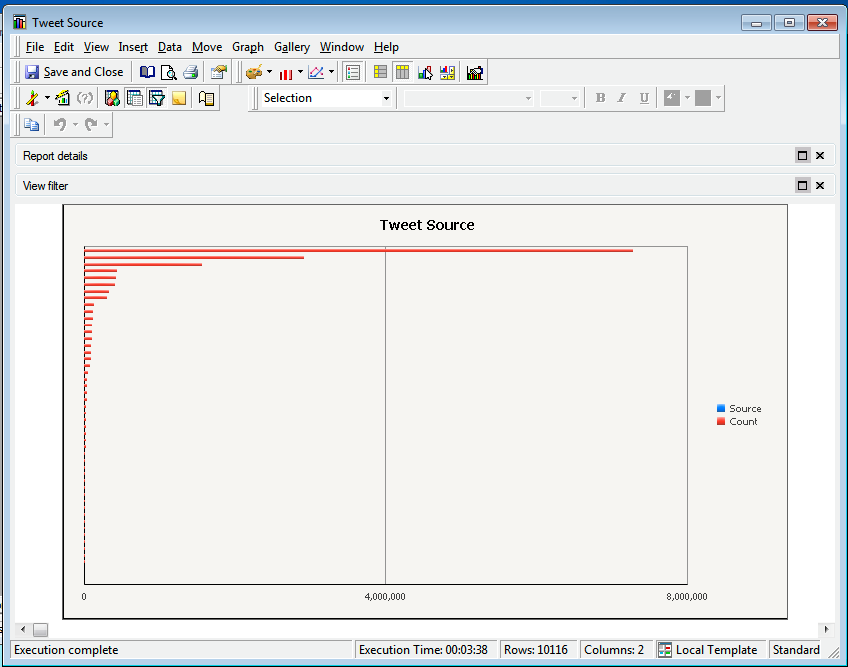 Tweet Source
File Edit View Insert Data Move Graph Gallery Window Help
Save and Close
Selection B I U
Report details
View filter
Tweet Source
Source
Count
0 4,000,000 8,000,000
Execution complete Execution Time: 00:03:38 Rows: 10116 Columns: 2 Local Template Standard